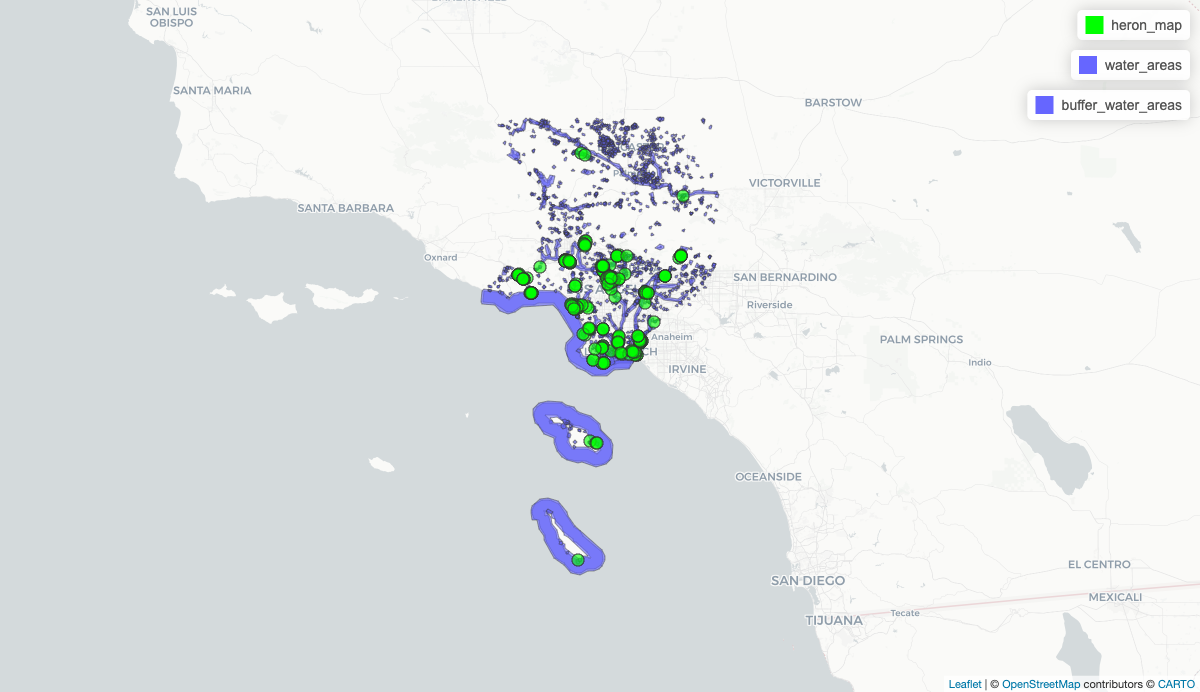 SAN LUIS
OBISPO
heron_map
water_areas
SANTA MARIA
buffer_water_areas
BARSTOW
VICTORVILLE
SANTA BARBARA
Oxnard
SAN BERNARDINO
Riverside
Anaheim
PALM SPRINGS
CH
Indio
IRVINE
OCEANSIDE
EL CENTRO
SAN DIEGO
MEXICALI
Tecate
TIJUANA
Leaflet | © OpenStreetMap contributors © CARTO